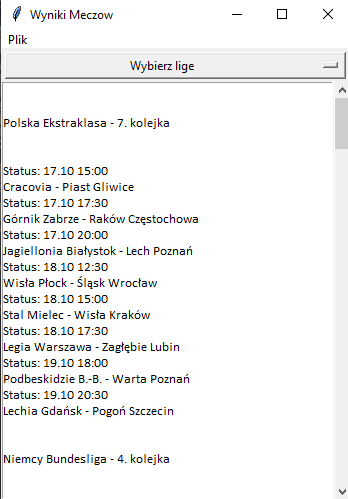 Wyniki Meczow
Plik
Wybierz lige
Polska Ekstraklasa - 7. kolejka
Status: 17.10 15:00
Cracovia - Piast Gliwice
Status: 17.10 17:30
Górnik Zabrze - Raków Częstochowa
Status: 17.10 20:00
Jagiellonia Białystok - Lech Poznań
Status: 18.10 12:30
Wisła Płock - Śląsk Wrocław
Status: 18.10 15:00
Stal Mielec - Wisła Kraków
Status: 18.10 17:30
Legia Warszawa - Zagłębie Lubin
Status: 19.10 18:00
Podbeskidzie B.-B. - Warta Poznań
Status: 19.10 20:30
Lechia Gdańsk - Pogoń Szczecin
Niemcy Bundesliga - 4. kolejka